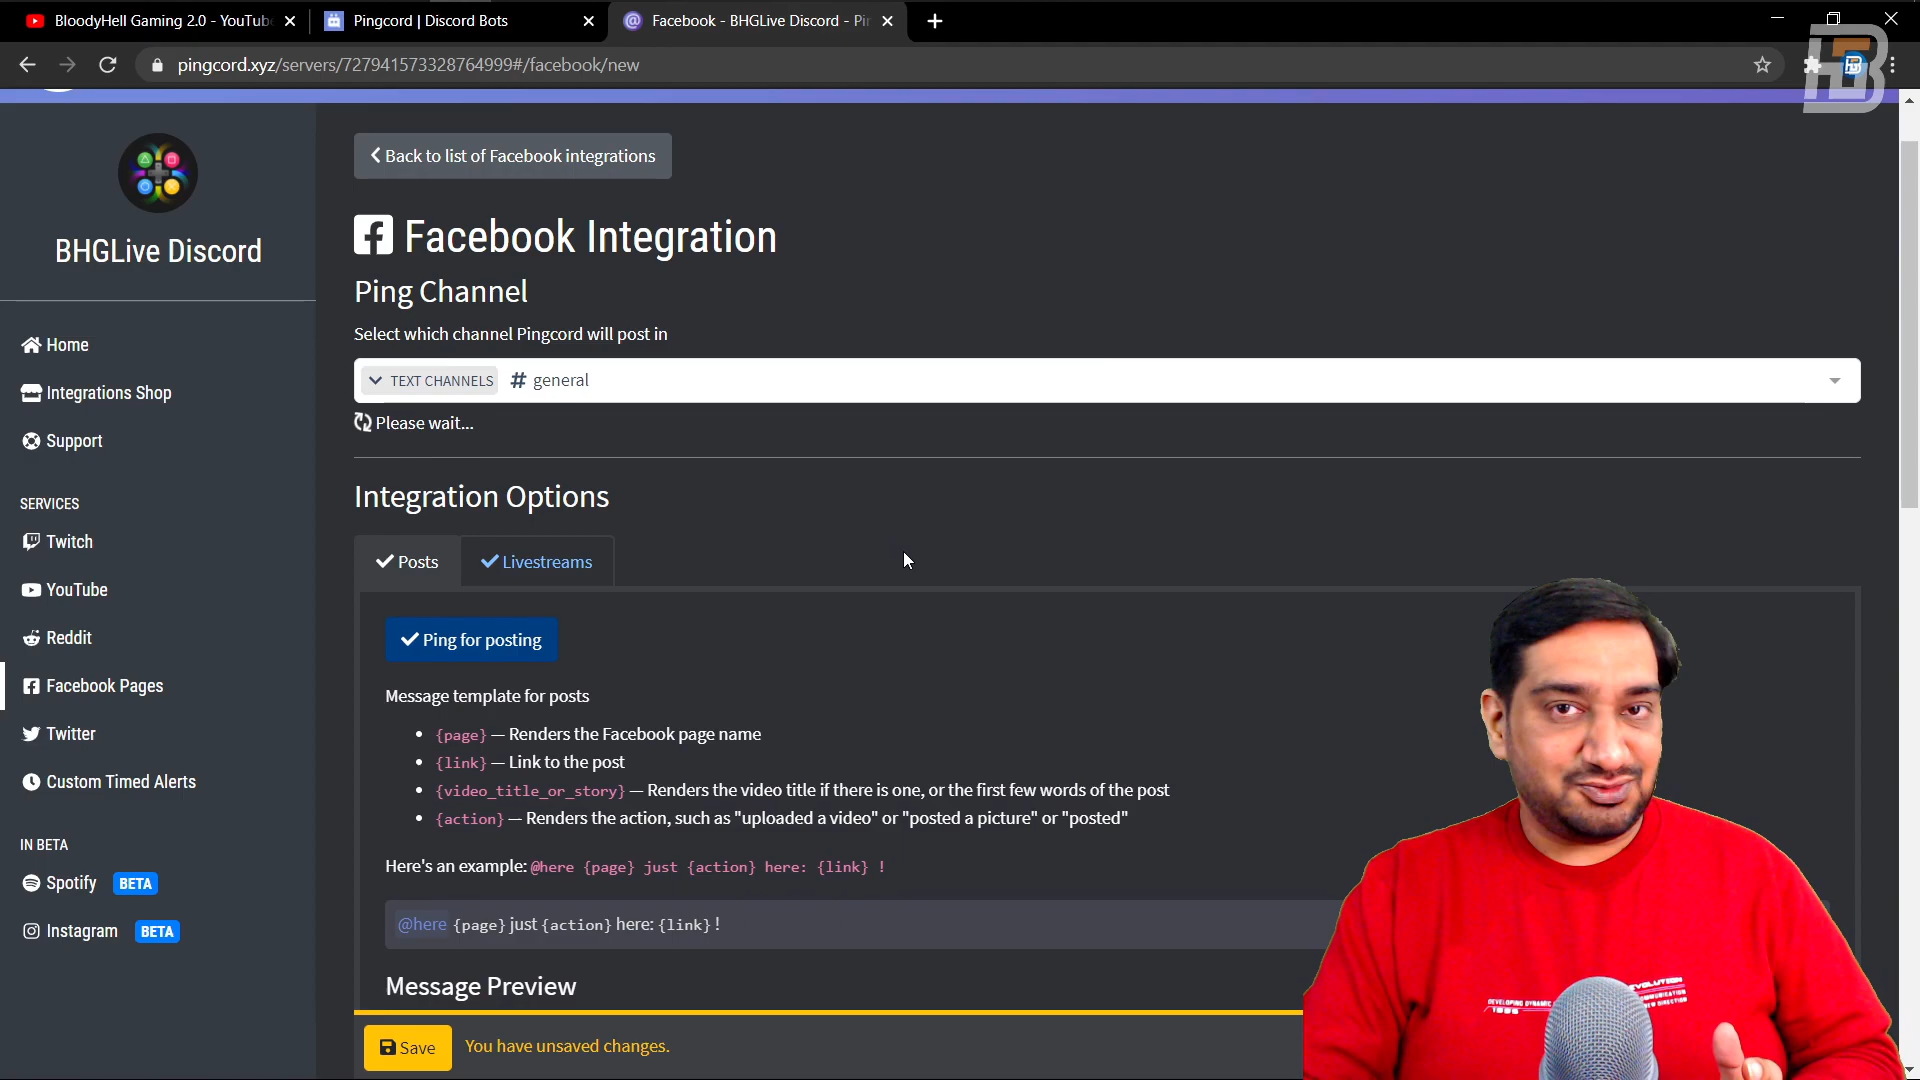 BloodyHell Gaming 2.0 - YouTub
Pingcord | Discord Bots
Facebook - BHGLive Discord - Pi
pingcord.xyz/servers/727941573328764999#/facebook/new
BHGLive Discord
Home
Integrations Shop
Support
SERVICES
Twitch
YouTube
Reddit
Facebook Pages
Twitter
Custom Timed Alerts
IN BETA
Spotify BETA
Instagram BETA
Back to list of Facebook integrations
Facebook Integration
Ping Channel
Select which channel Pingcord will post in
TEXT CHANNELS # general
Please wait...
Integration Options
Posts
Livestreams
Ping for posting
Message template for posts
• {page} — Renders the Facebook page name
• {link} — Link to the post
• {video_title_or_story} — Renders the video title if there is one, or the first few words of the post
• {action} — Renders the action, such as "uploaded a video" or "posted a picture" or "posted"
Here's an example: @here {page} just {action} here: {link} !
@here {page} just {action} here: {link} !
Message Preview
Save
You have unsaved changes.
DEVELOPING DYNAMIC